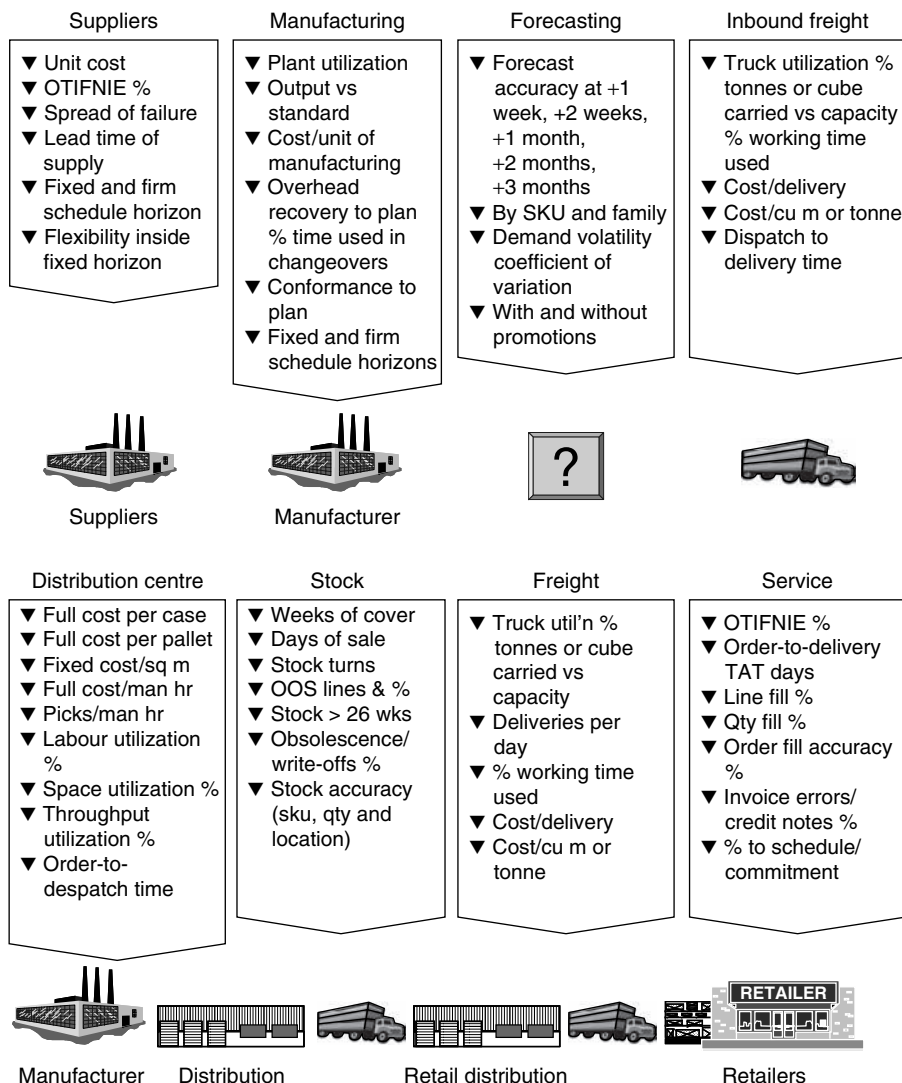 Suppliers
▼ Unit cost
▼ OTIFNIE %
▼ Spread of failure
▼ Lead time of
supply
▼ Fixed and firm
schedule horizon
▼ Flexibility inside
fixed horizon
Manufacturing
▼ Plant utilization
▼ Output vs
standard
▼ Cost/unit of
manufacturing
▼ Overhead
recovery to plan
% time used in
changeovers
▼ Conformance to
plan
▼ Fixed and firm
schedule horizons
Forecasting
▼ Forecast
accuracy at +1
week, +2 weeks,
+1 month,
+2 months,
+3 months
▼ By SKU and family
▼ Demand volatility
coefficient of
variation
▼ With and without
promotions
Inbound freight
▼ Truck utilization %
tonnes or cube
carried vs capacity
% working time
used
▼ Cost/delivery
▼ Cost/cu m or tonne
▼ Dispatch to
delivery time
Suppliers
Manufacturer
?
Distribution centre
▼ Full cost per case
▼ Full cost per pallet
▼ Fixed cost/sq m
▼ Full cost/man hr
▼ Picks/man hr
▼ Labour utilization
%
▼ Space utilization %
▼ Throughput
utilization %
▼ Order-to-
despatch time
Stock
▼ Weeks of cover
▼ Days of sale
▼ Stock turns
▼ OOS lines & %
▼ Stock > 26 wks
▼ Obsolescence/
write-offs %
▼ Stock accuracy
(sku, qty and
location)
Freight
▼ Truck util'n %
tonnes or cube
carried vs
capacity
▼ Deliveries per
day
▼ % working time
used
▼ Cost/delivery
▼ Cost/cu m or
tonne
Service
▼ OTIFNIE %
▼ Order-to-delivery
TAT days
▼ Line fill %
▼ Qty fill %
▼ Order fill accuracy
%
▼ Invoice errors/
credit notes %
▼ % to schedule/
commitment
RETAILER
Manufacturer
Distribution
Retail distribution
Retailers